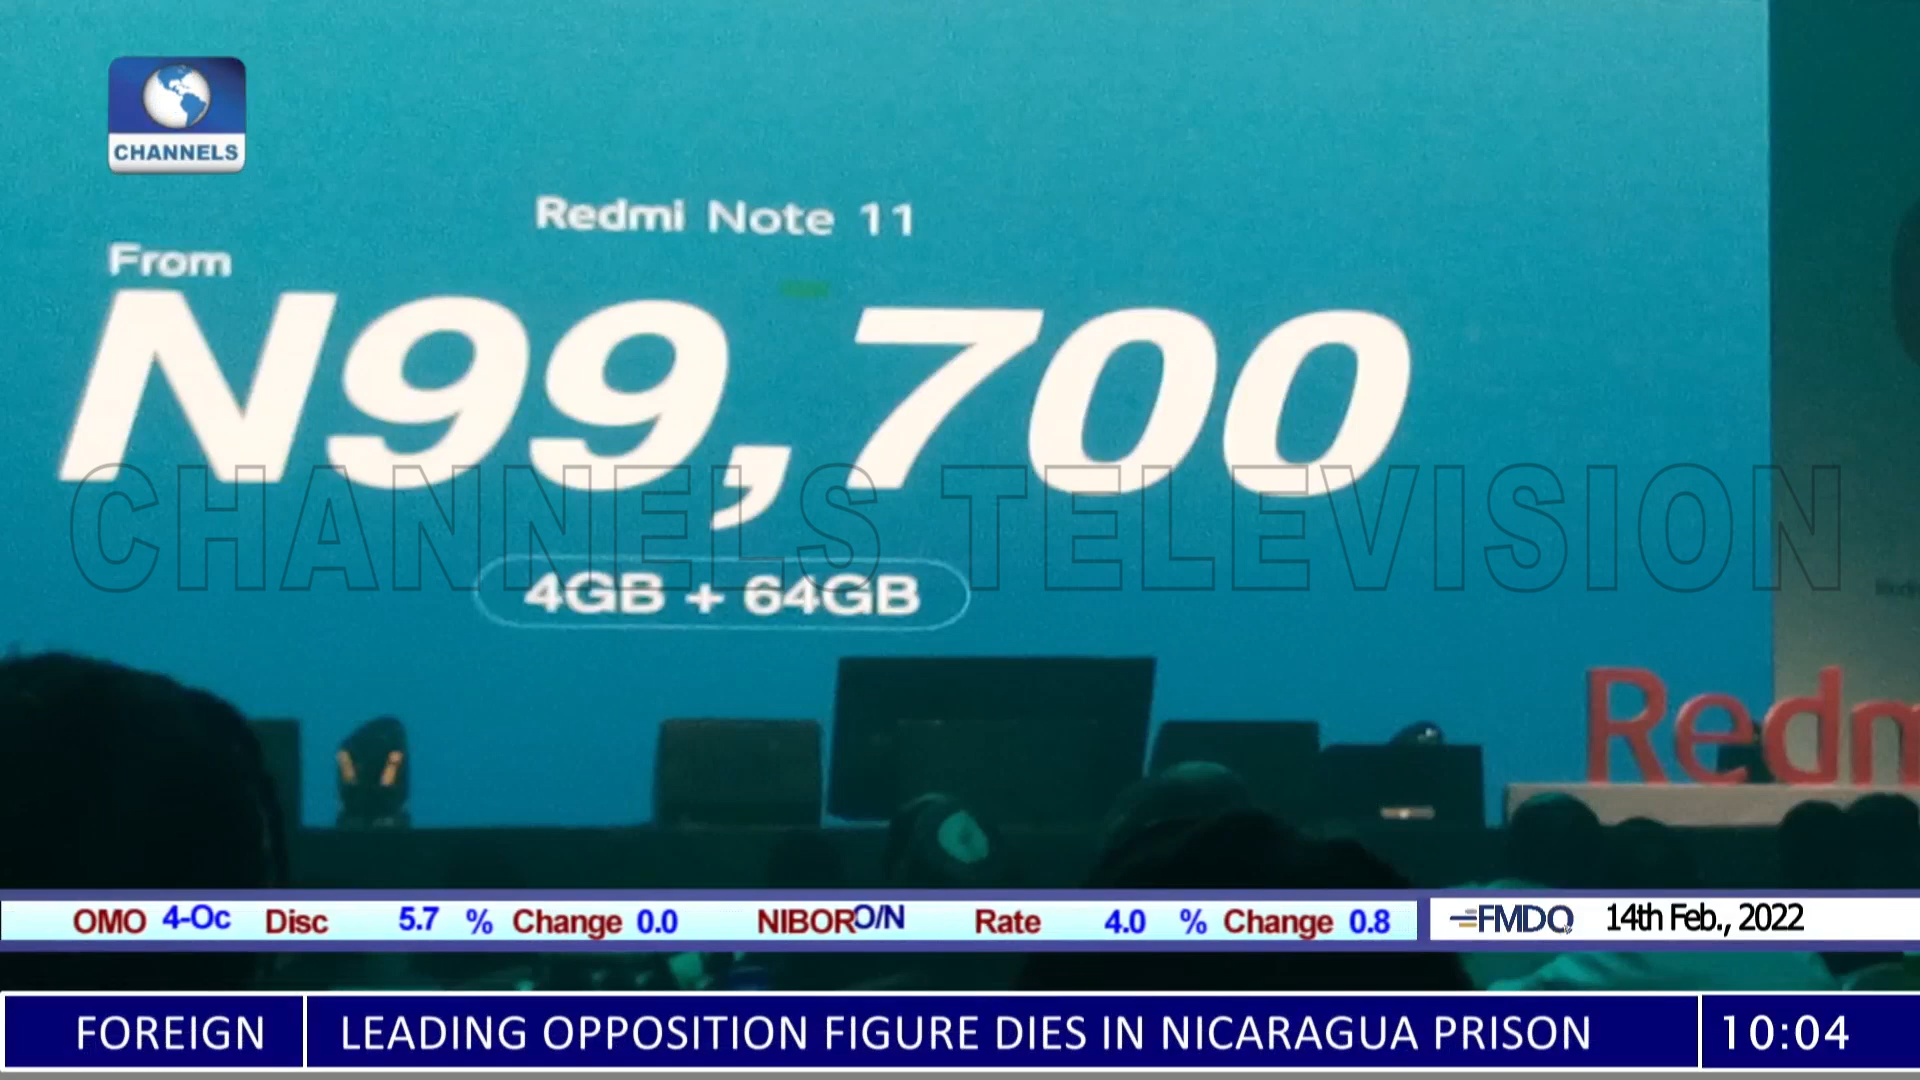 CHANNELS
Redmi Note 11
From
N99,700
CHANNELS TELEVISION
4GB + 64GB
Redm
OMO 4-Oc Disc 5.7 % Change 0.0 NIBOR O/N Rate 4.0 % Change 0.8 FMDQ 14th Feb., 2022
FOREIGN LEADING OPPOSITION FIGURE DIES IN NICARAGUA PRISON 10:04